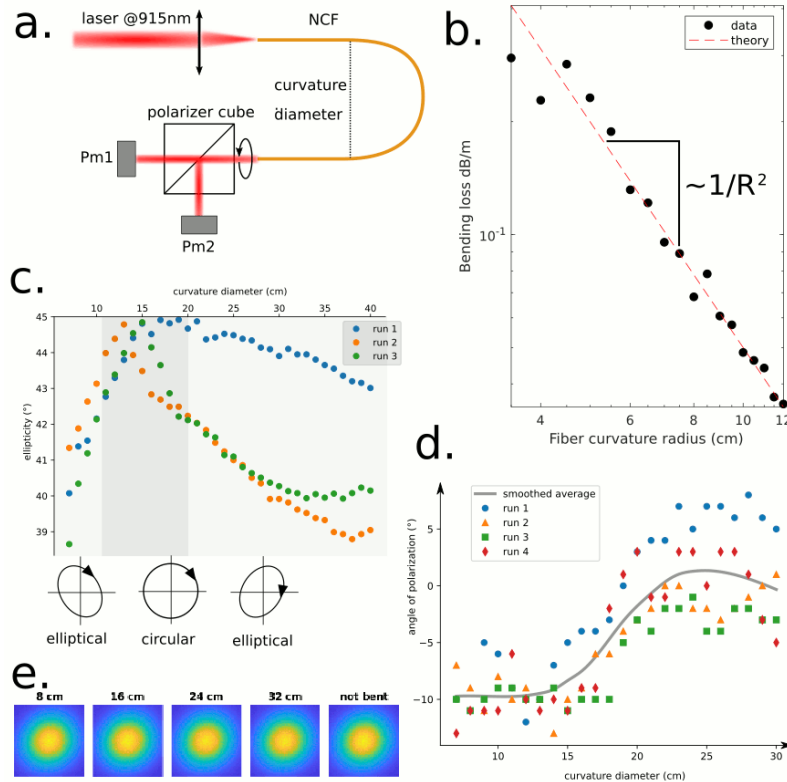 a.
laser @915nm
NCF
curvature
diameter
polarizer cube
Pm1
Pm2
b.
data
theory
~1/R²
10⁻¹
Bending loss dB/m
4
6
8
10
12
Fiber curvature radius (cm)
c.
curvature diameter (cm)
10
15
20
25
30
35
40
45
44
43
42
41
40
39
ellipticity (°)
run 1
run 2
run 3
elliptical
circular
elliptical
d.
smoothed average
run 1
run 2
run 3
run 4
angle of polarization (°)
5
0
−5
−10
10
15
20
25
30
curvature diameter (cm)
e.
8 cm
16 cm
24 cm
32 cm
not bent